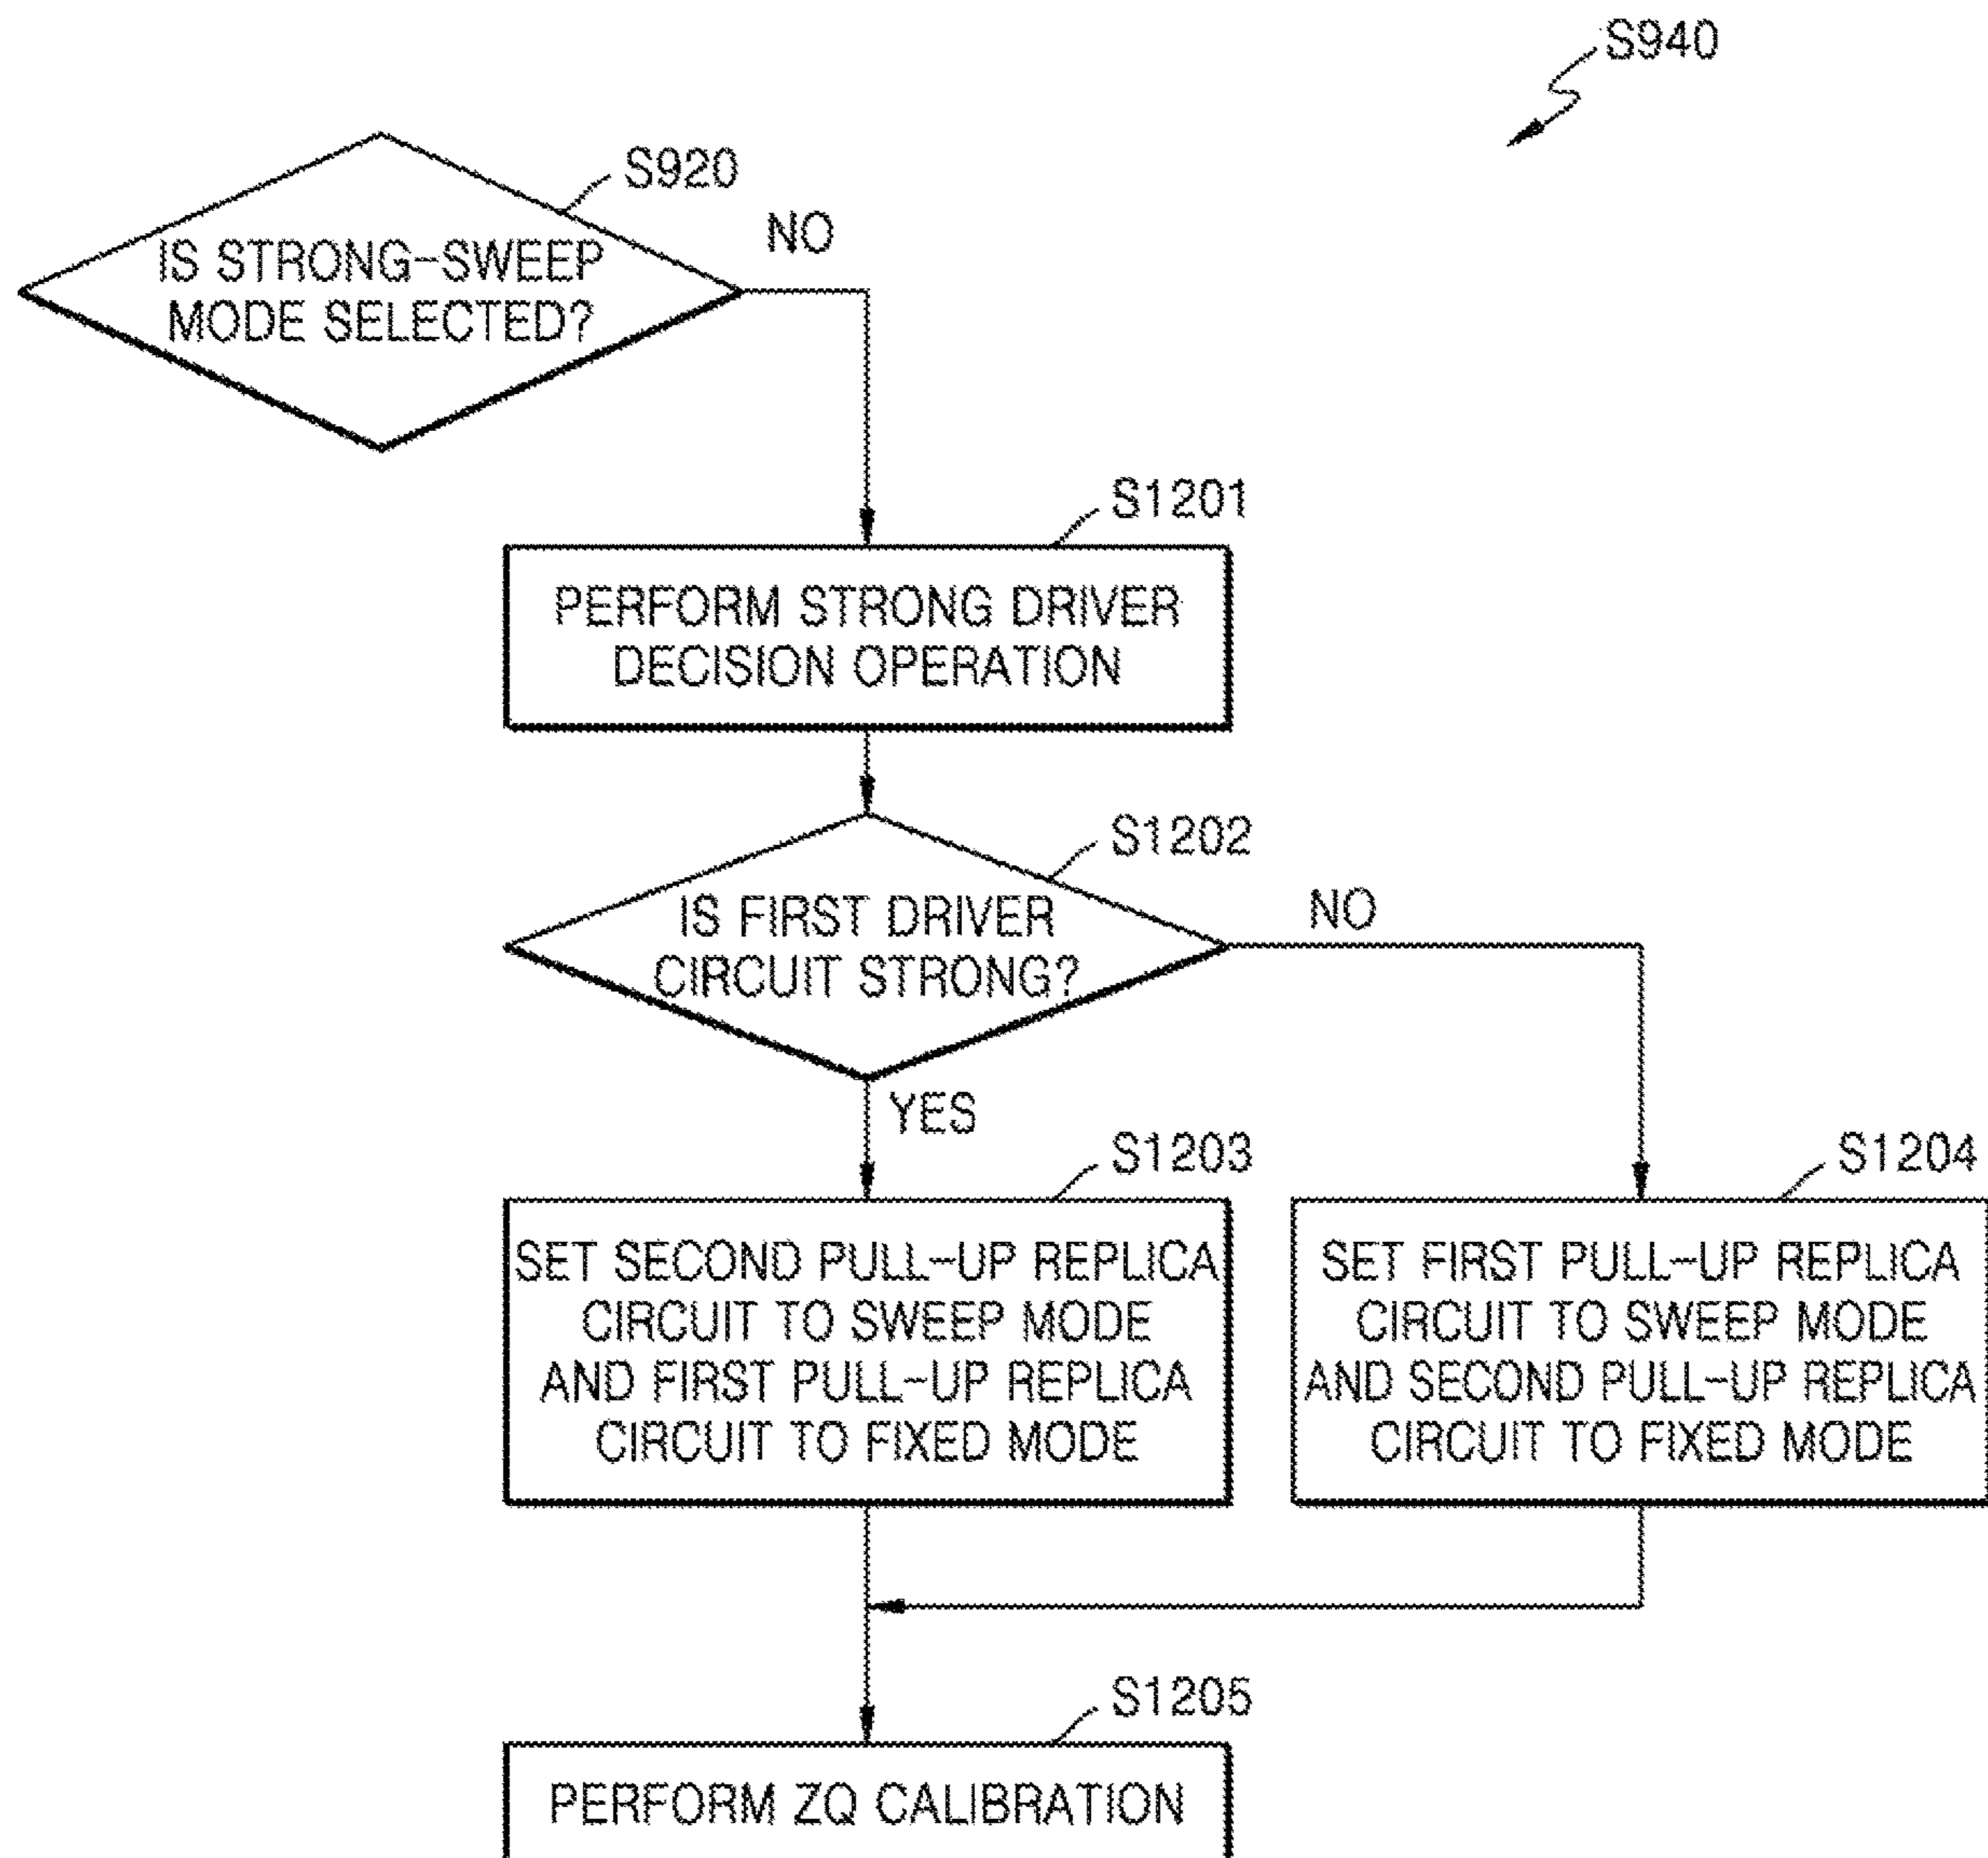 S940
S920
IS STRONG-SWEEP
MODE SELECTED?
NO
S1201
PERFORM STRONG DRIVER
DECISION OPERATION
S1202
IS FIRST DRIVER
CIRCUIT STRONG?
NO
YES
S1203
SET SECOND PULL-UP REPLICA
CIRCUIT TO SWEEP MODE
AND FIRST PULL-UP REPLICA
CIRCUIT TO FIXED MODE
S1204
SET FIRST PULL-UP REPLICA
CIRCUIT TO SWEEP MODE
AND SECOND PULL-UP REPLICA
CIRCUIT TO FIXED MODE
S1205
PERFORM ZQ CALIBRATION